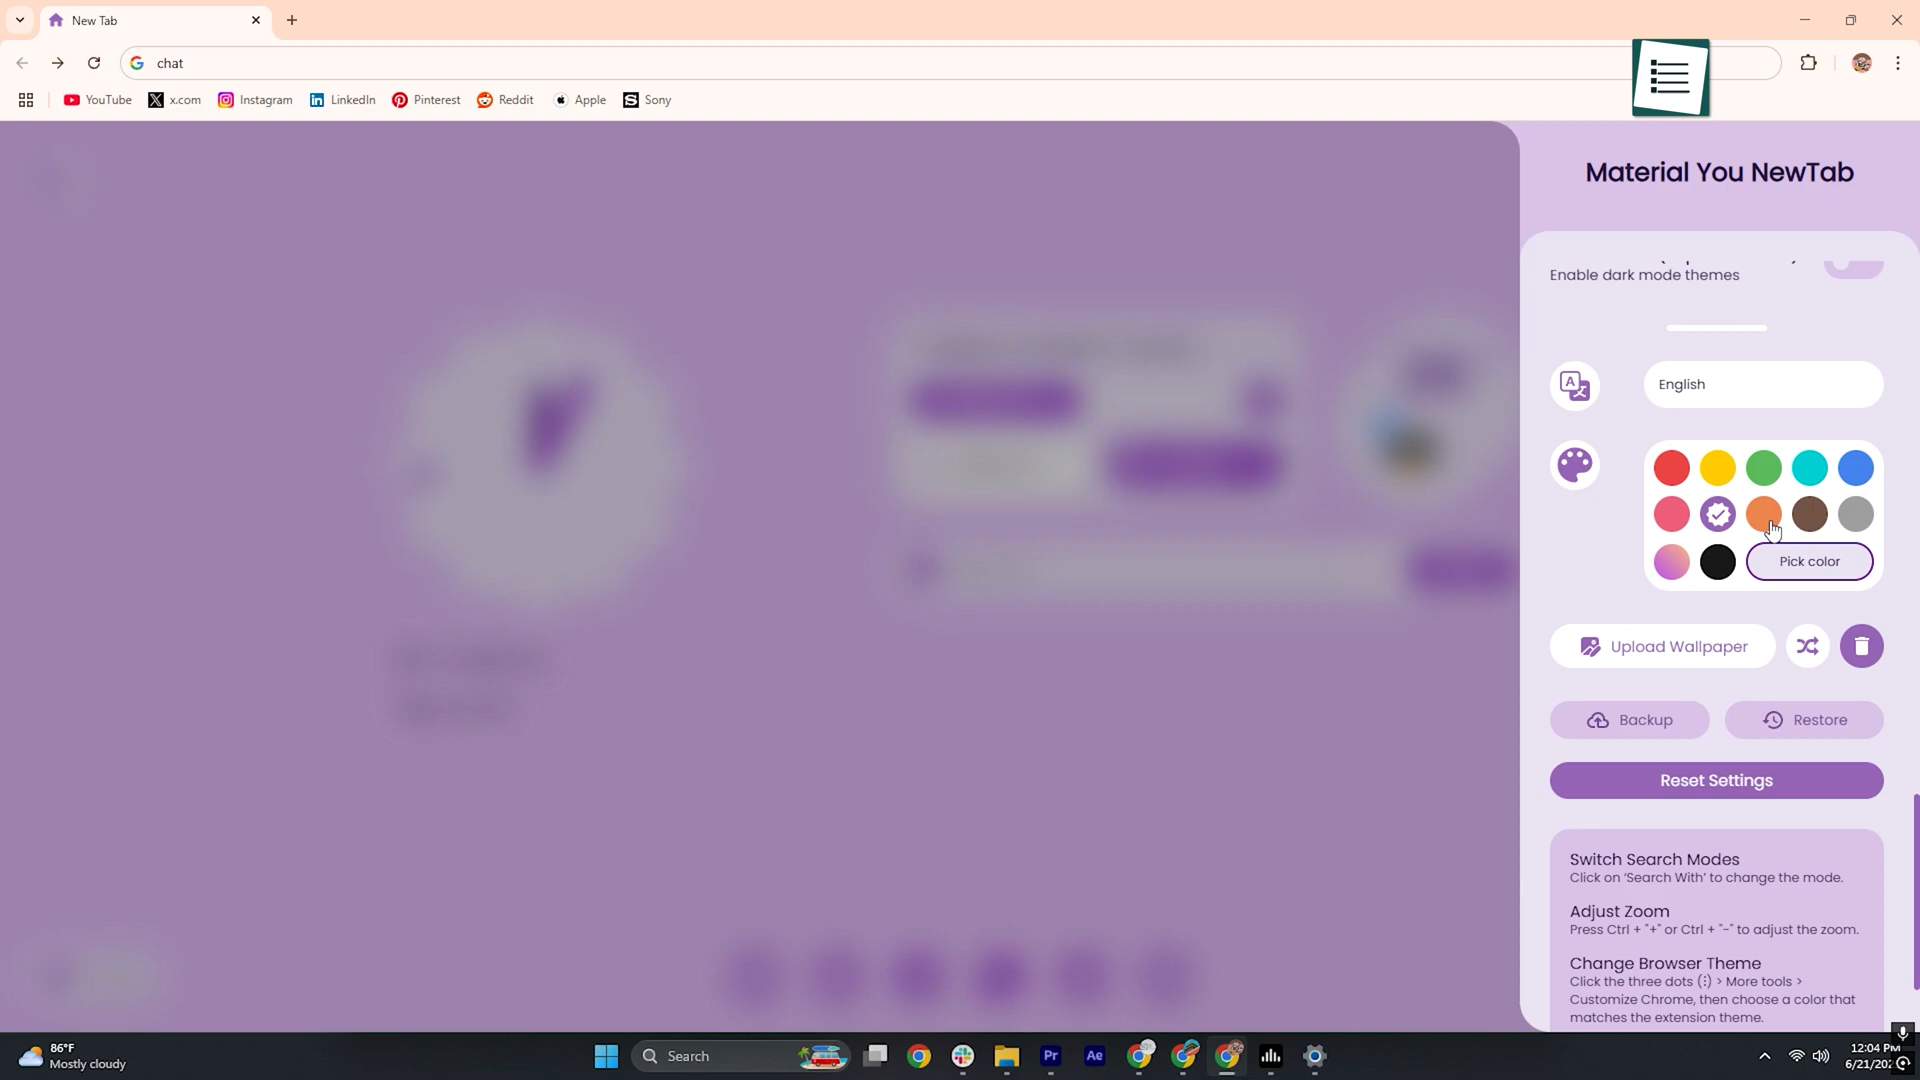 New Tab
chat
YouTube
x.com
Instagram
LinkedIn
Pinterest
Reddit
Apple
Sony
Material You NewTab
Enable dark mode themes
English
Pick color
Upload Wallpaper
Backup
Restore
Reset Settings
Switch Search Modes
Click on 'Search With' to change the mode.
Adjust Zoom
Press Ctrl + "+" or Ctrl + "-" to adjust the zoom.
Change Browser Theme
Click the three dots (⋮) > More tools >
Customize Chrome, then choose a color that
matches the extension theme.
86°F
Mostly cloudy
Search
Pr
Ae
12:04